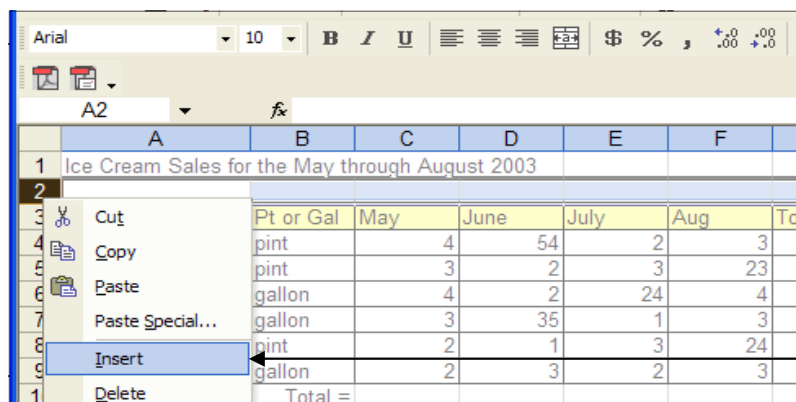 Arial 10 B I U $ % , .00 .0
A2 fx
A B C D E F
1 Ice Cream Sales for the May through August 2003
2
3 Cut Pt or Gal May June July Aug
4 Copy pint 4 54 2 3
5 pint 3 2 3 23
6 Paste gallon 4 2 24 4
7 Paste Special... gallon 3 35 1 3
8 pint 2 1 3 24
9 Insert gallon 2 3 2 3
Delete Total =